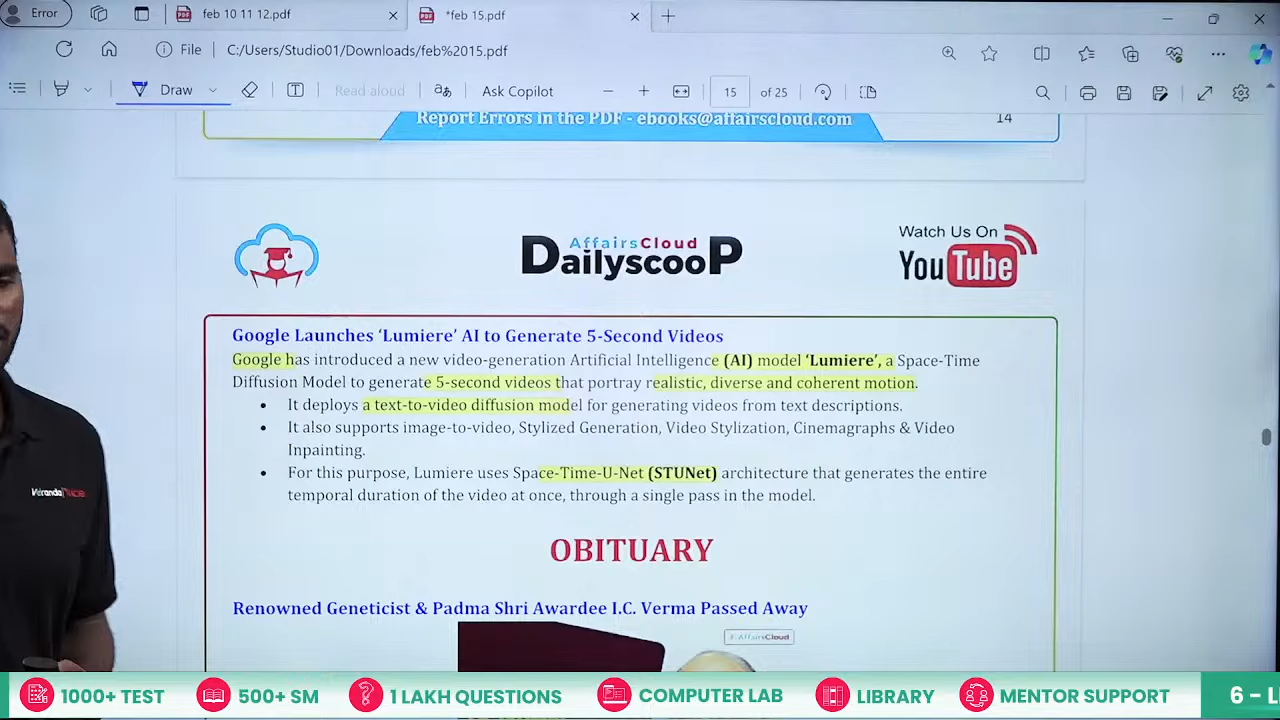 Error
feb 10 11 12.pdf
*feb 15.pdf
File
C:/Users/Studio01/Downloads/feb%2015.pdf
Draw
Read aloud
Ask Copilot
15
of 25
Report Errors in the PDF - ebooks@affairscloud.com
14
AffairsCloud
DailyscooP
Watch Us On
YouTube
Google Launches ‘Lumiere’ AI to Generate 5-Second Videos
Google has introduced a new video-generation Artificial Intelligence (AI) model ‘Lumiere’, a Space-Time
Diffusion Model to generate 5-second videos that portray realistic, diverse and coherent motion.
• It deploys a text-to-video diffusion model for generating videos from text descriptions.
• It also supports image-to-video, Stylized Generation, Video Stylization, Cinemagraphs & Video
Inpainting.
• For this purpose, Lumiere uses Space-Time-U-Net (STUNet) architecture that generates the entire
temporal duration of the video at once, through a single pass in the model.
OBITUARY
Renowned Geneticist & Padma Shri Awardee I.C. Verma Passed Away
AffairsCloud
Veranda
1000+ TEST
500+ SM
1 LAKH QUESTIONS
COMPUTER LAB
LIBRARY
MENTOR SUPPORT
6 - L